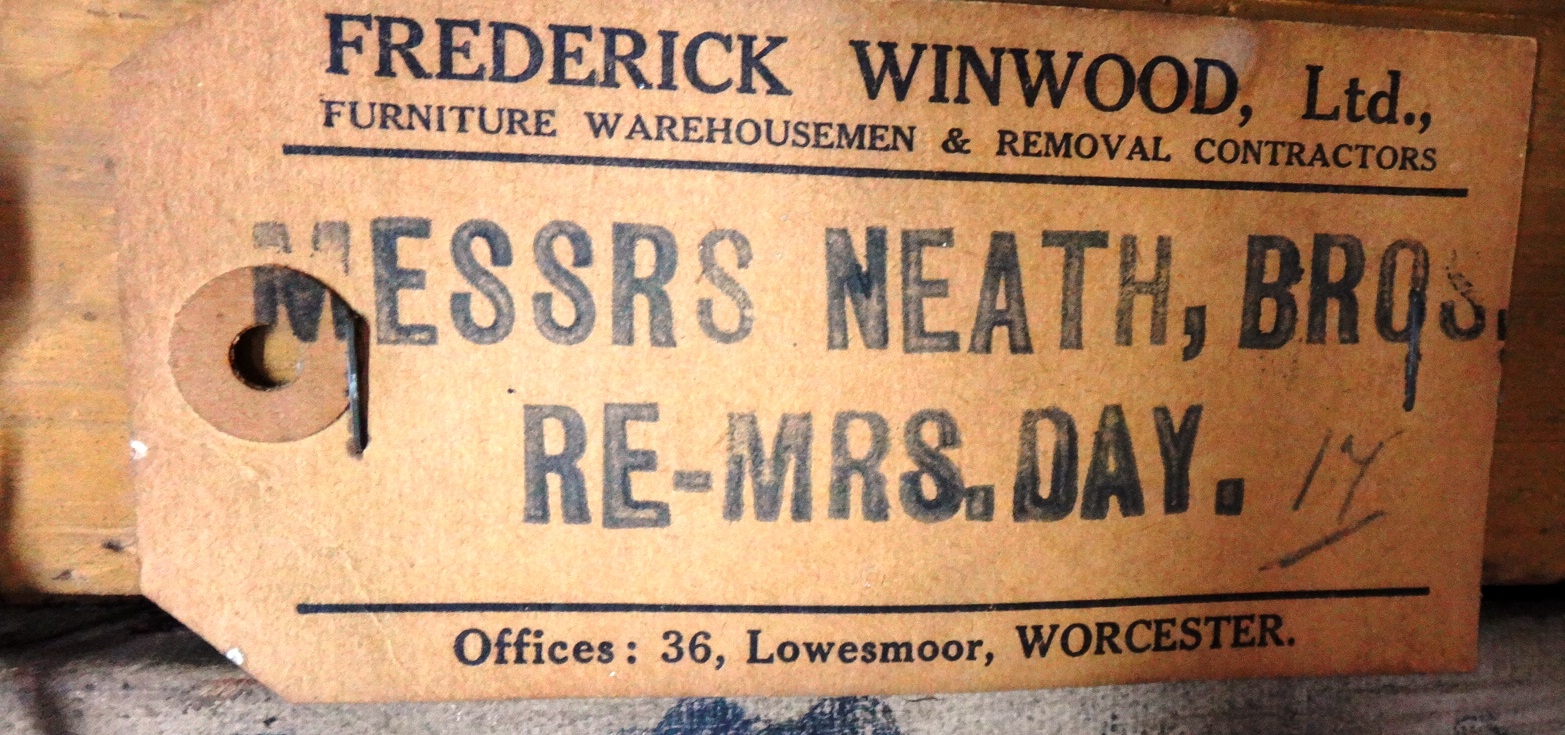 FREDERICK WINWOOD, Ltd.,
FURNITURE WAREHOUSEMEN & REMOVAL CONTRACTORS
MESSRS NEATH, BROS.
RE-MRS. DAY.
17
Offices: 36, Lowesmoor, WORCESTER.